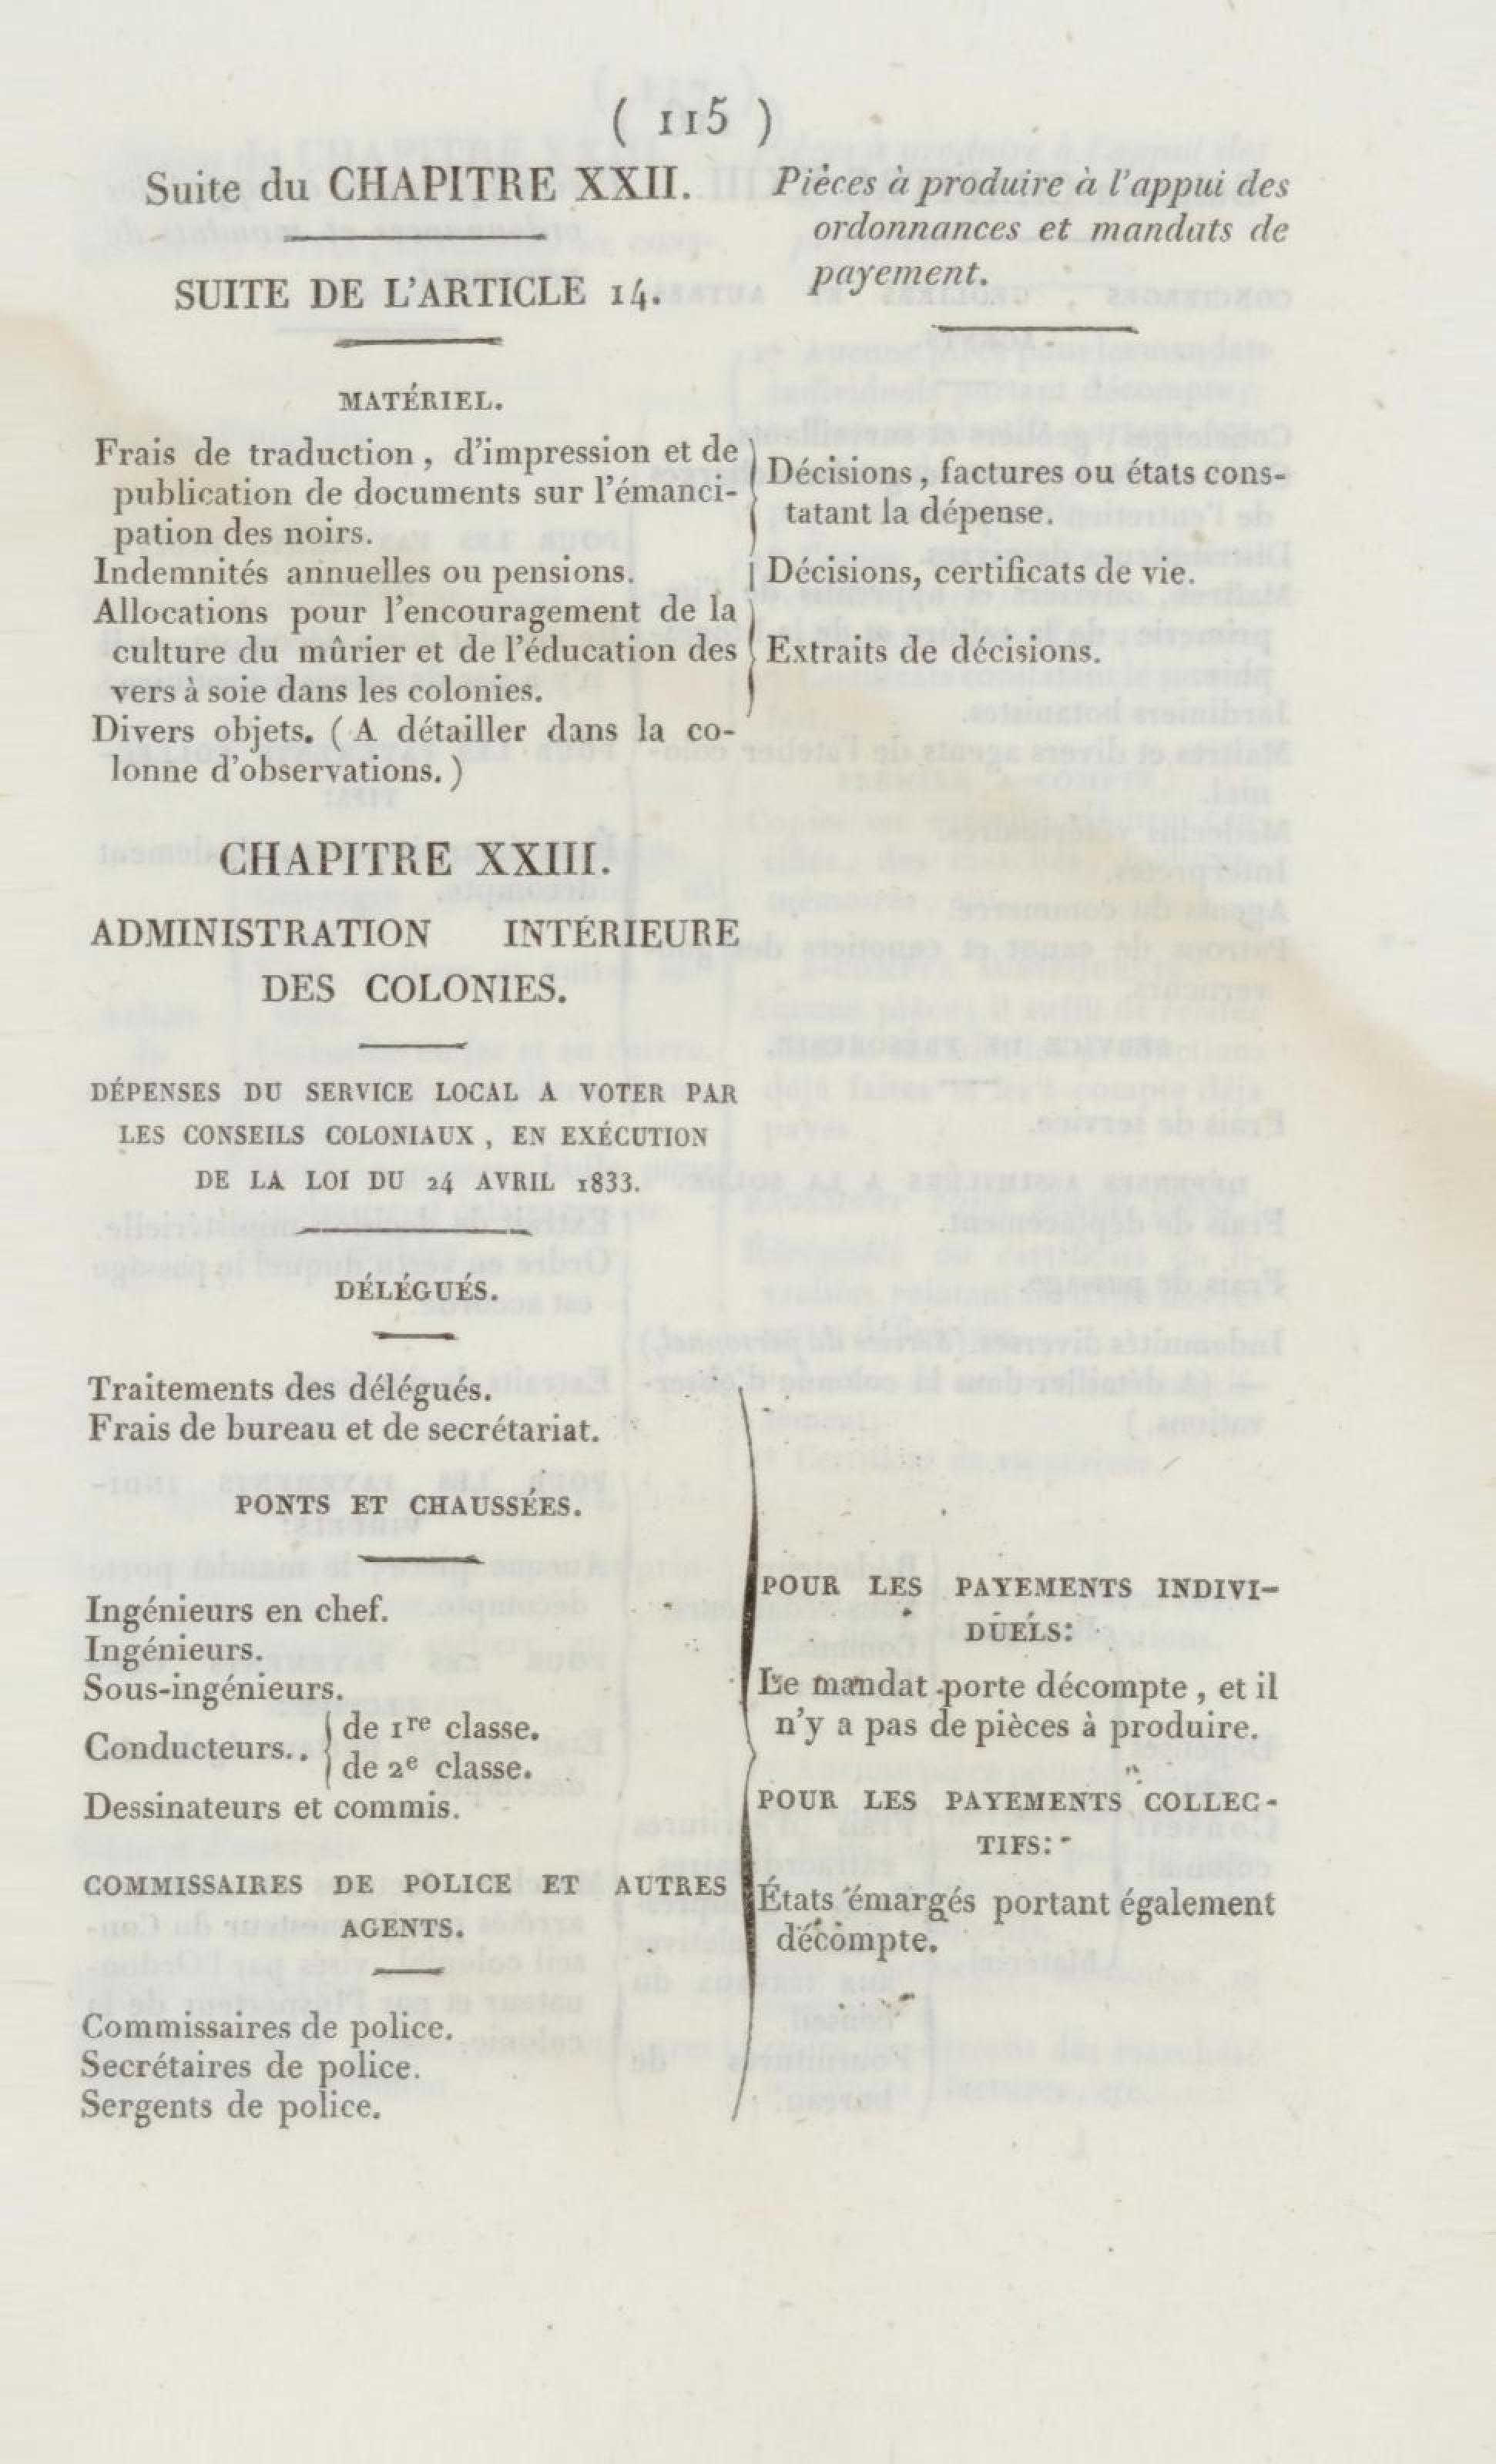 ( 115 )
Suite du CHAPITRE XXII.
SUITE DE L'ARTICLE 14.
Pièces à produire à l'appui des
ordonnances et mandats de
payement.
MATÉRIEL.
Frais de traduction, d'impression et de
publication de documents sur l'émanci-
pation des noirs.
Décisions, factures ou états cons-
tatant la dépense.
Indemnités annuelles ou pensions.
Décisions, certificats de vie.
Allocations pour l'encouragement de la
culture du mûrier et de l'éducation des
vers à soie dans les colonies.
Extraits de décisions.
Divers objets. (A détailler dans la co-
lonne d'observations.)
CHAPITRE XXIII.
ADMINISTRATION INTÉRIEURE
DES COLONIES.
DÉPENSES DU SERVICE LOCAL A VOTER PAR
LES CONSEILS COLONIAUX, EN EXÉCUTION
DE LA LOI DU 24 AVRIL 1833.
DÉLÉGUÉS.
Traitements des délégués.
Frais de bureau et de secrétariat.
PONTS ET CHAUSSÉES.
Ingénieurs en chef.
Ingénieurs.
Sous-ingénieurs.
Conducteurs.. { de 1re classe.
de 2e classe.
Dessinateurs et commis.
COMMISSAIRES DE POLICE ET AUTRES
AGENTS.
Commissaires de police.
Secrétaires de police.
Sergents de police.
POUR LES PAYEMENTS INDIVI-
DUELS:
Le mandat porte décompte, et il
n'y a pas de pièces à produire.
POUR LES PAYEMENTS COLLEC-
TIFS:
États émargés portant également
décompte.